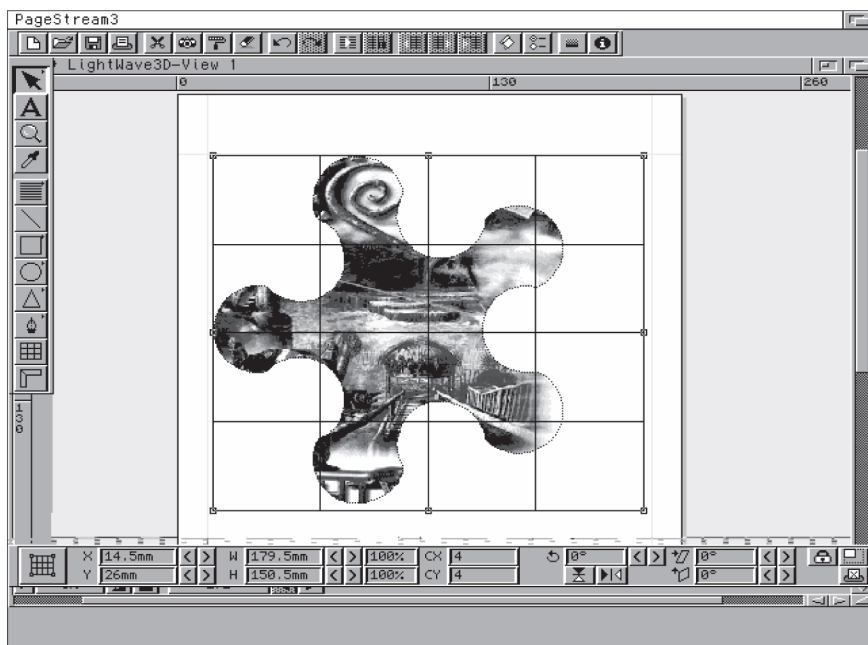 PageStream3
LightWave3D-View 1
0 130 260
A
130
X 14.5mm W 179.5mm 100% CX 4 0° 0°
Y 26mm H 150.5mm 100% CY 4 0°